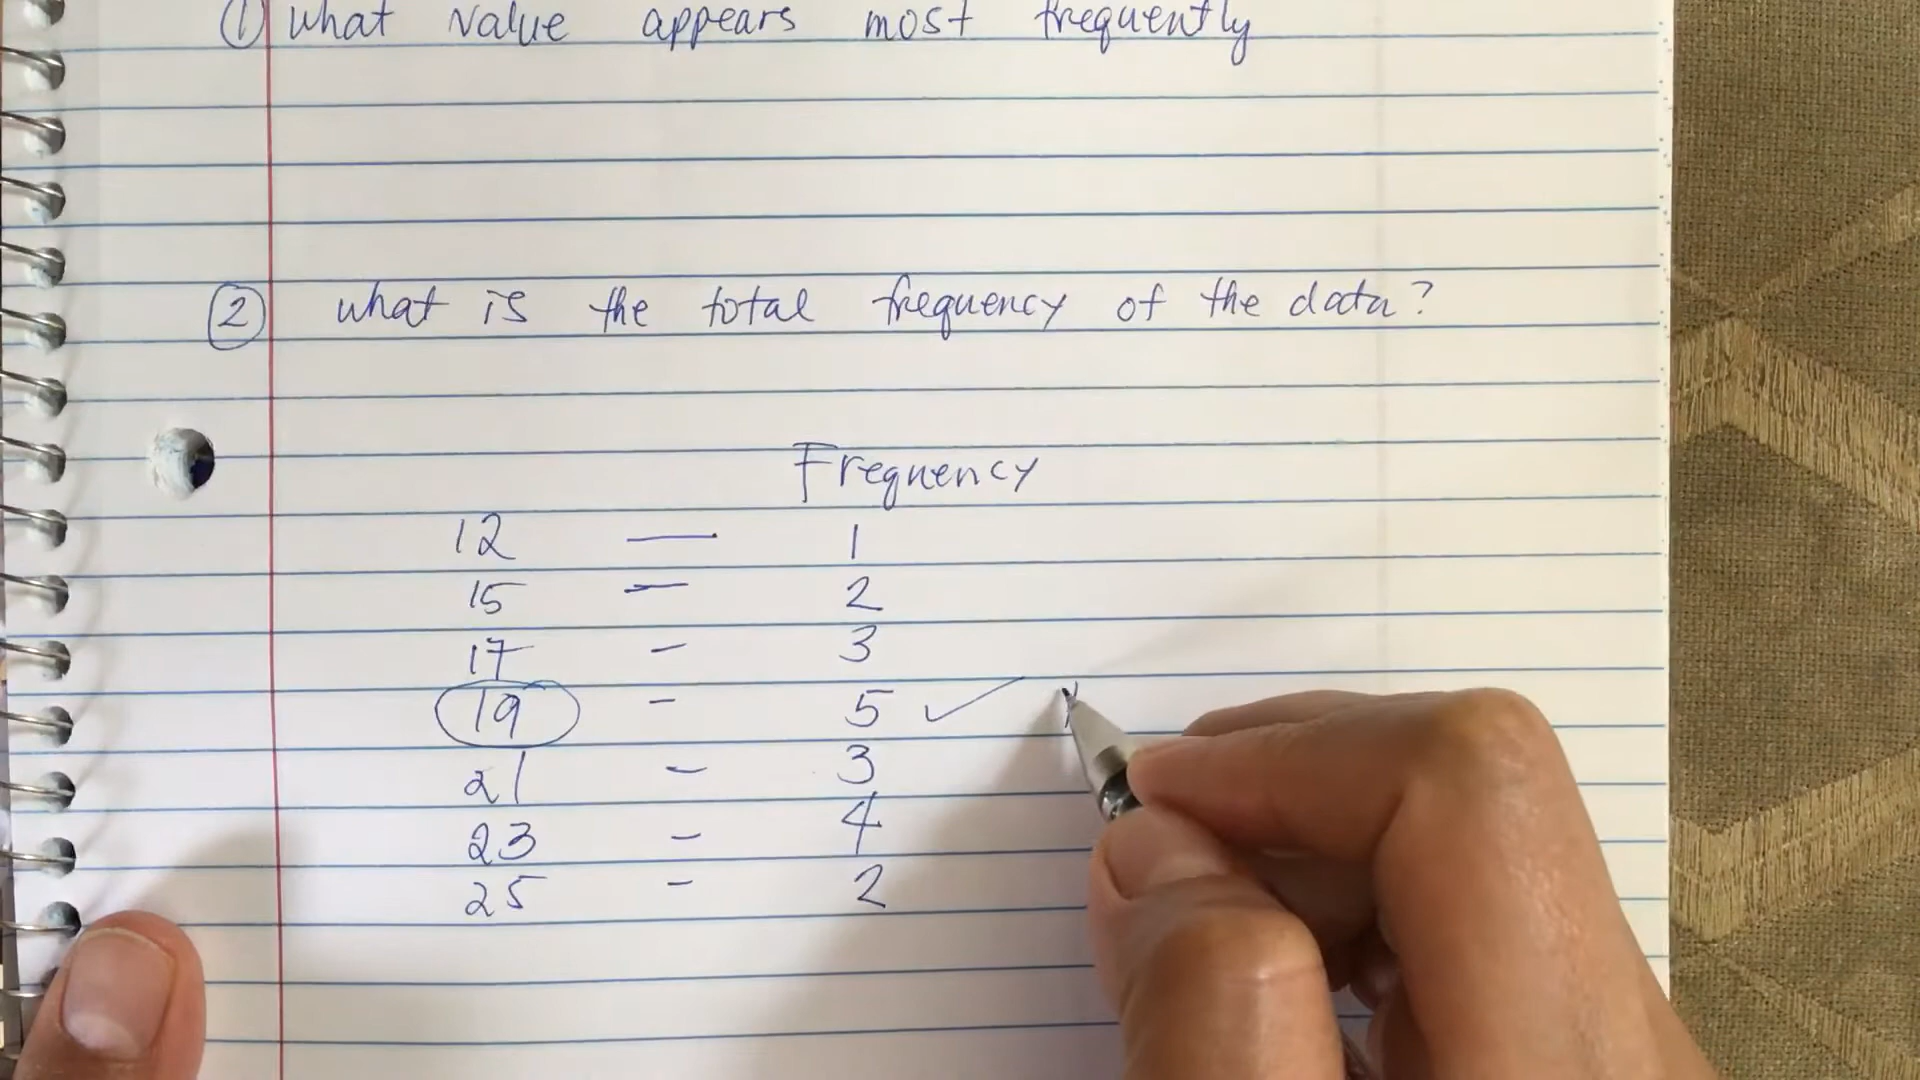 ① What value appears most frequently
② what is the total frequency of the data?
Frequency
12 — 1
15 — 2
17 - 3
19 - 5 ✓
21 - 3
23 - 4
25 - 2